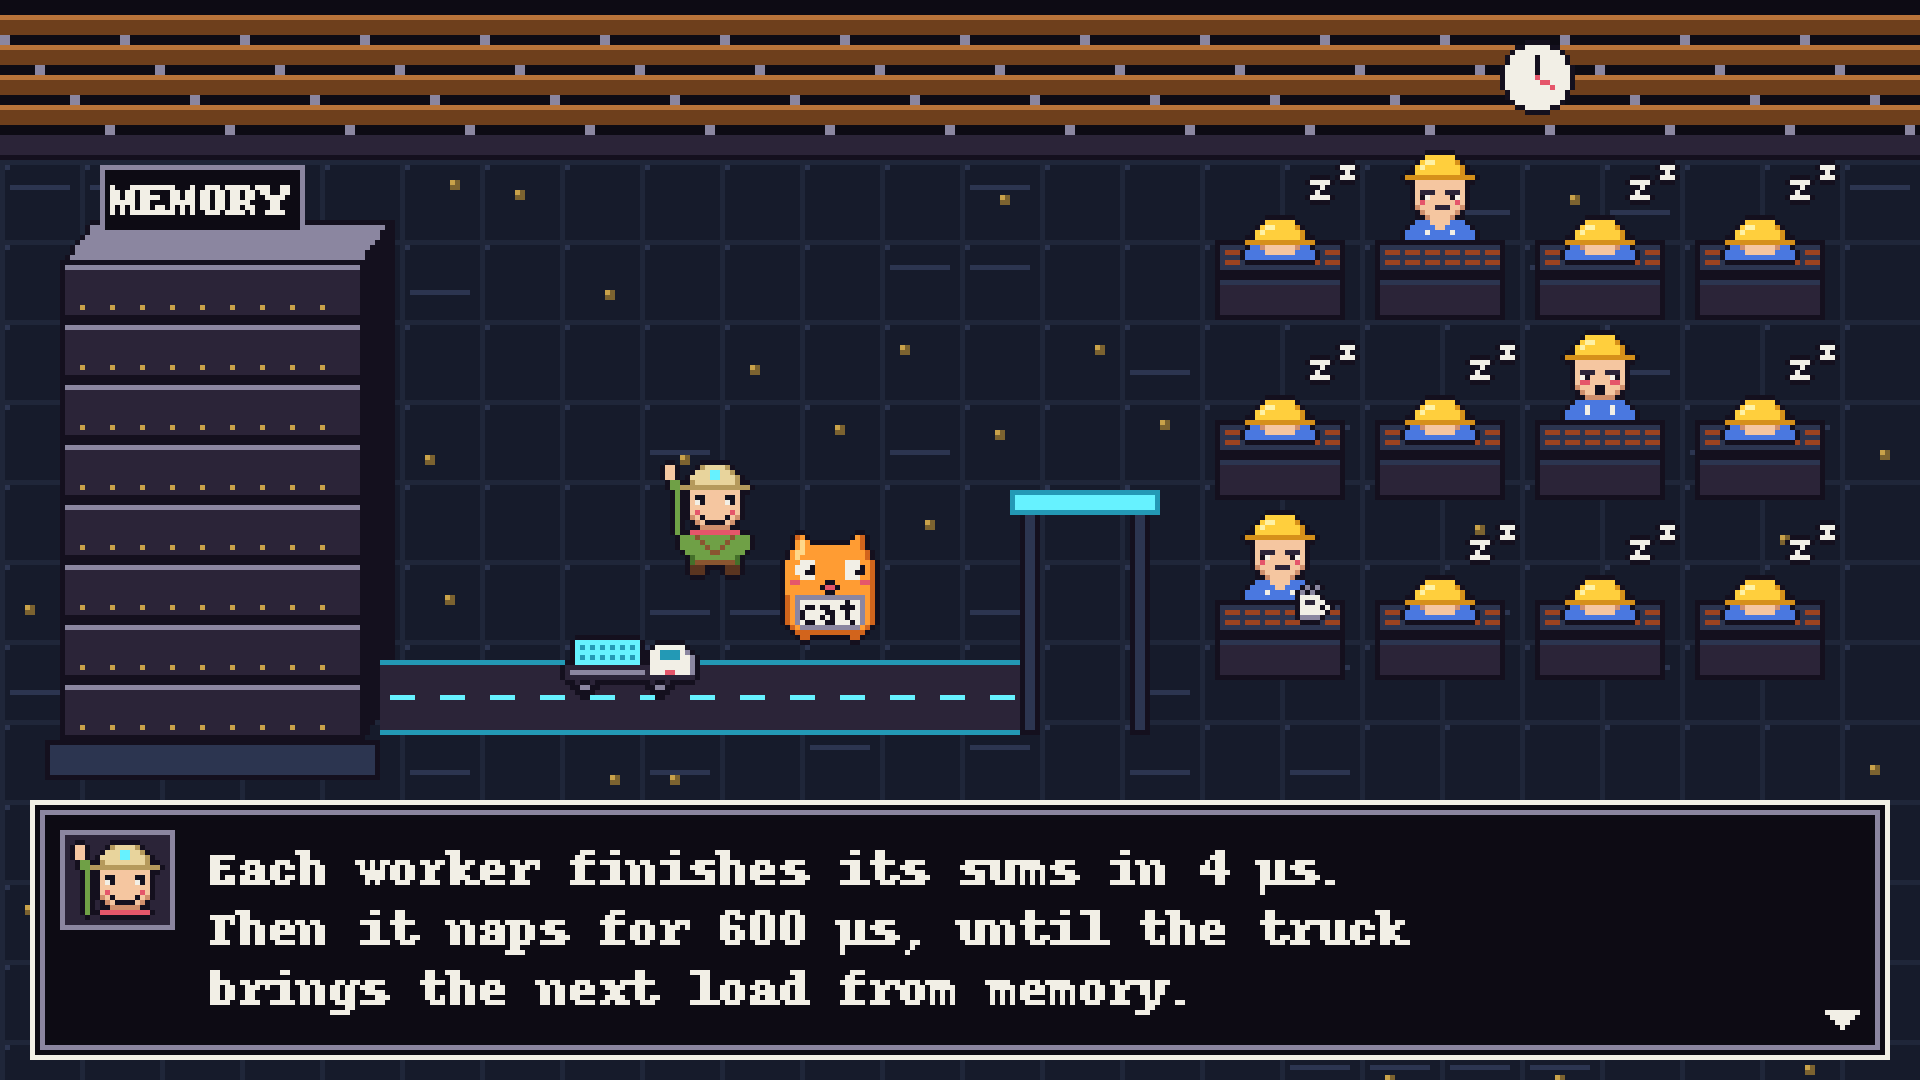 MEMORY
z z
z z
z z
z z
z z
z z
cat
z z
z z
z z
Each worker finishes its sums in 4 µs.
Then it naps for 600 µs, until the truck
brings the next load from memory.